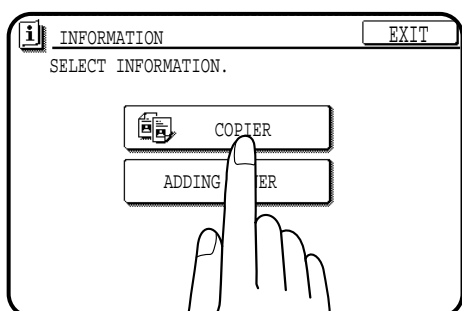 INFORMATION
EXIT
SELECT INFORMATION.
COPIER
ADDING